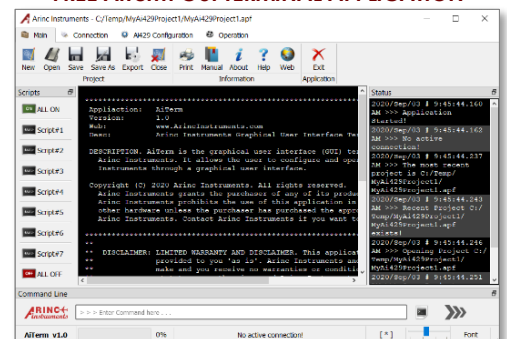 FREE AiTERM GUI TERMINAL APPLICATION
Arinc Instruments - C:/Temp/MyAi429Project1/MyAi429Project1.apf
Main Connection AI429 Configuration Operation
New Open Save Save As Export Close Print Manual About Help Web Exit
Project Information Application
Scripts
ALL ON
Script#1
Script#2
Script#3
Script#4
Script#5
Script#6
Script#7
ALL OFF
Appliaction: AiTerm
Version: 1.0
Web: www.ArincInstruments.com
Desc: Arinc Instruments Graphical User Interface Ter
DESCRIPTION. AiTerm is the graphical user interface (GUI) ter
Arinc Instruments. It allows the user to configure and ope
Instruments through a graphical user interface.
Copyright (C) 2020 Arinc Instruments. All rights reserved.
Arinc Instruments grants the purchaser of any of its produ
Arinc Instruments prohibits the use of this application in
other hardware unless the purchaser has purchased the appro
Arinc Instruments. Contact Arinc Instruments if you want to
** DISCLAIMER: LIMITED WARRANTY AND DISCLAIMER. This applicat
** provided to you 'as is'. Arinc Instruments and
** make and you receive no warranties or conditio
Status
2020/Sep/03 # 9:45:44.160
AM >>> Application
Started!
2020/Sep/03 # 9:45:44.162
AM >>> No active
connection!
2020/Sep/03 # 9:45:44.237
AM >>> The most recent
project is C:/Temp/
MyAi429Project1/
MyAi429Project1.apf
2020/Sep/03 # 9:45:44.243
AM >>> Recent Project C:/
Temp/MyAi429Project1/
MyAi429Project1.apf
exists!
2020/Sep/03 # 9:45:44.246
AM >>> Opening Project C:/
Temp/MyAi429Project1/
MyAi429Project1.apf
2020/Sep/03 # 9:45:44.251
Command Line
ARINC Instruments
> > > Enter Command here . . .
AiTerm v1.0 0% No active connection! [ * ] Font